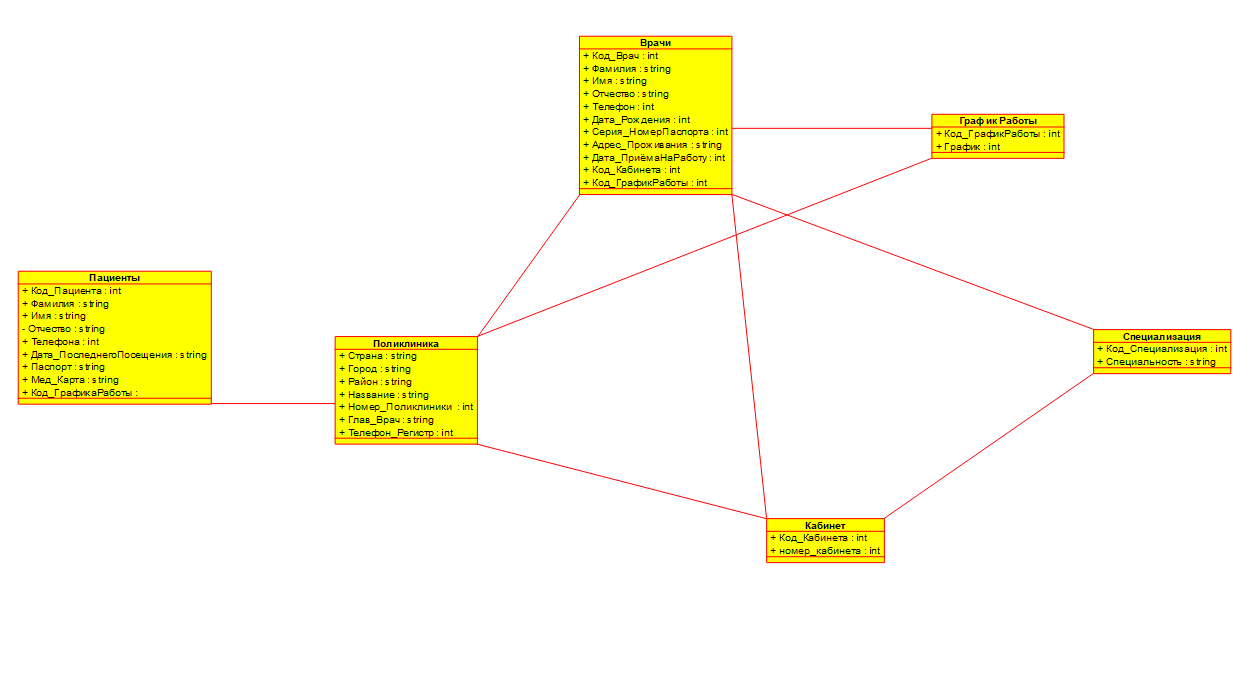 Врачи
+ Код_Врач : int
+ Фамилия : string
+ Имя : string
+ Отчество : string
+ Телефон : int
+ Дата_Рождения : int
+ Серия_НомерПаспорта : int
+ Адрес_Проживания : string
+ Дата_ПриёмаНаРаботу : int
+ Код_Кабинета : int
+ Код_ГрафикРаботы : int
График Работы
+ Код_ГрафикРаботы : int
+ График : int
Пациенты
+ Код_Пациента : int
+ Фамилия : string
+ Имя : string
- Отчество : string
+ Телефона : int
+ Дата_ПоследнегоПосещения : string
+ Паспорт : string
+ Мед_Карта : string
+ Код_ГрафикаРаботы :
Поликлиника
+ Страна : string
+ Город : string
+ Район : string
+ Название : string
+ Номер_Поликлиники : int
+ Глав_Врач : string
+ Телефон_Регистр : int
Специализация
+ Код_Специализация : int
+ Специальность : string
Кабинет
+ Код_Кабинета : int
+ номер_кабинета : int